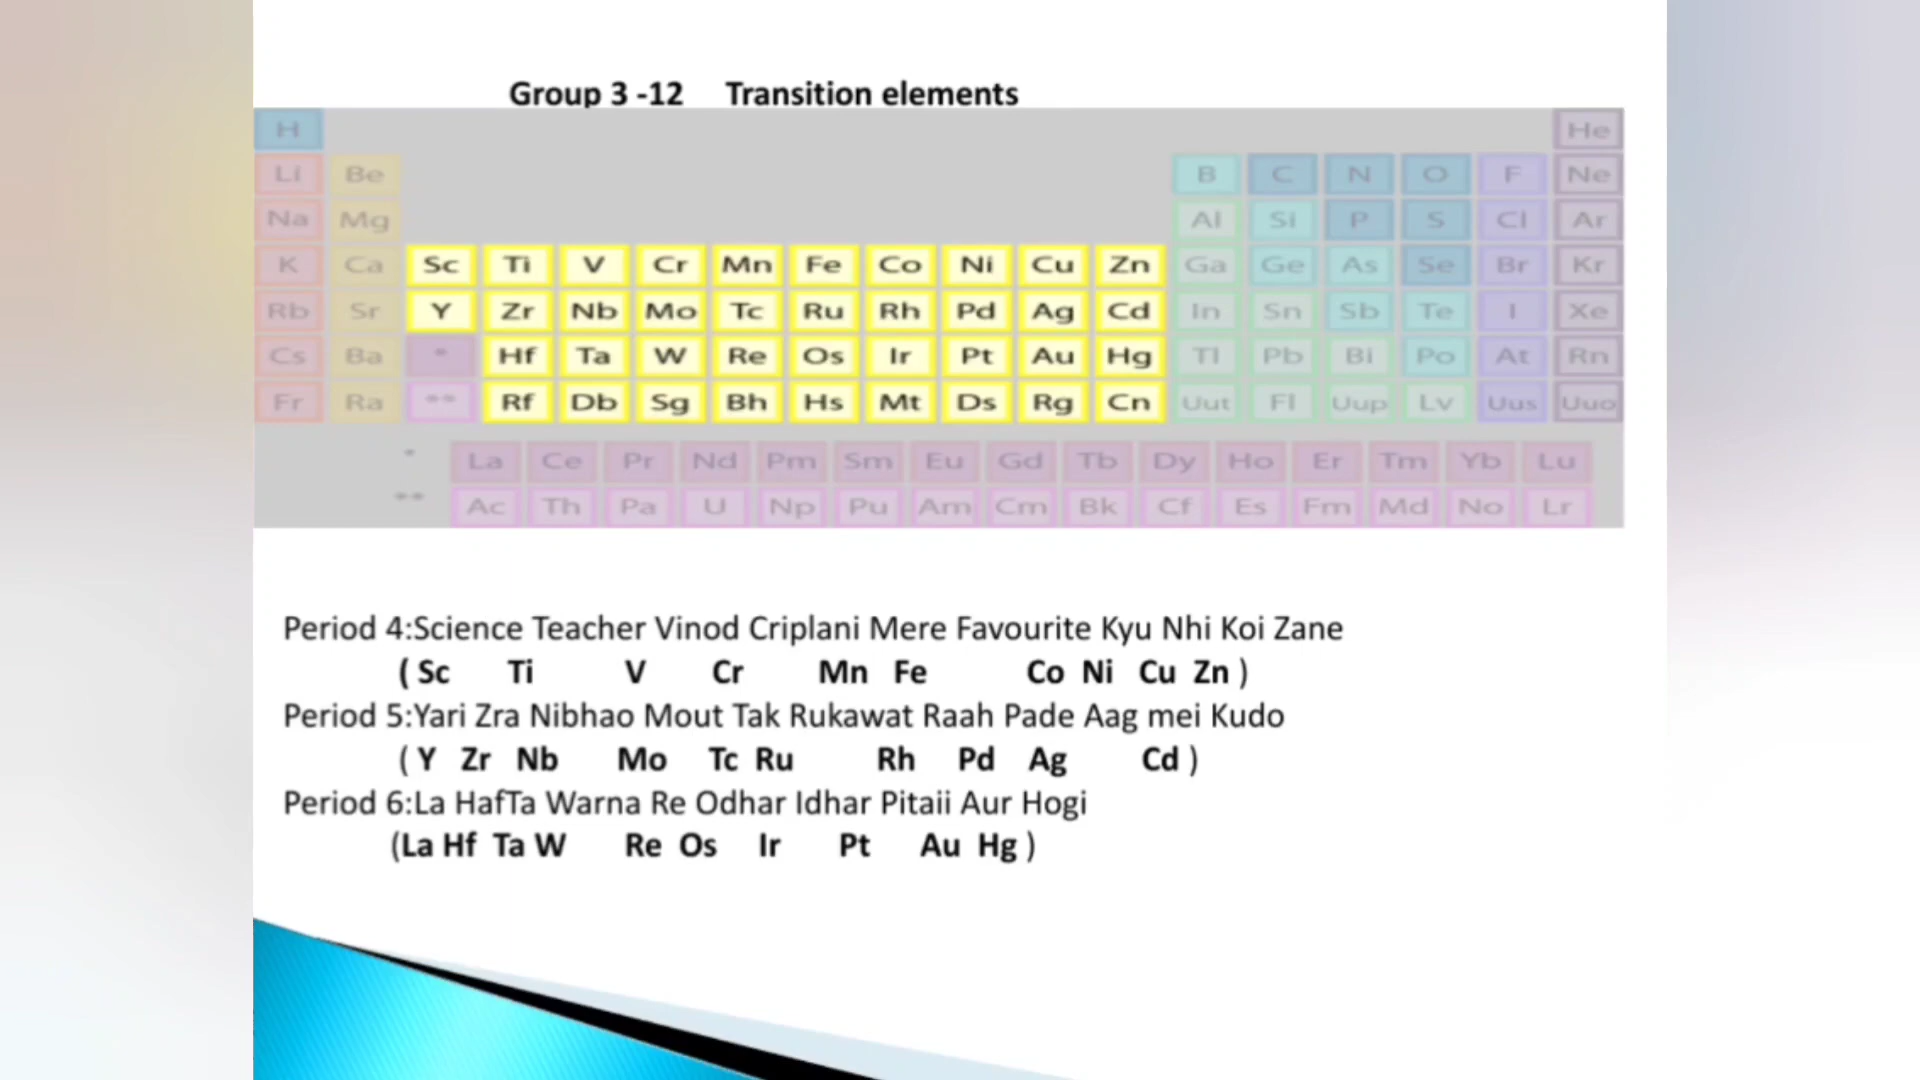 Group 3 -12 Transition elements
H He
Li Be B C N O F Ne
Na Mg Al Si P S Cl Ar
K Ca Sc Ti V Cr Mn Fe Co Ni Cu Zn Ga Ge As Se Br Kr
Rb Sr Y Zr Nb Mo Tc Ru Rh Pd Ag Cd In Sn Sb Te I Xe
Cs Ba * Hf Ta W Re Os Ir Pt Au Hg Tl Pb Bi Po At Rn
Fr Ra ** Rf Db Sg Bh Hs Mt Ds Rg Cn Uut Fl Uup Lv Uus Uuo
* La Ce Pr Nd Pm Sm Eu Gd Tb Dy Ho Er Tm Yb Lu
** Ac Th Pa U Np Pu Am Cm Bk Cf Es Fm Md No Lr
Period 4:Science Teacher Vinod Criplani Mere Favourite Kyu Nhi Koi Zane
( Sc Ti V Cr Mn Fe Co Ni Cu Zn )
Period 5:Yari Zra Nibhao Mout Tak Rukawat Raah Pade Aag mei Kudo
( Y Zr Nb Mo Tc Ru Rh Pd Ag Cd )
Period 6:La HafTa Warna Re Odhar Idhar Pitaii Aur Hogi
(La Hf Ta W Re Os Ir Pt Au Hg )